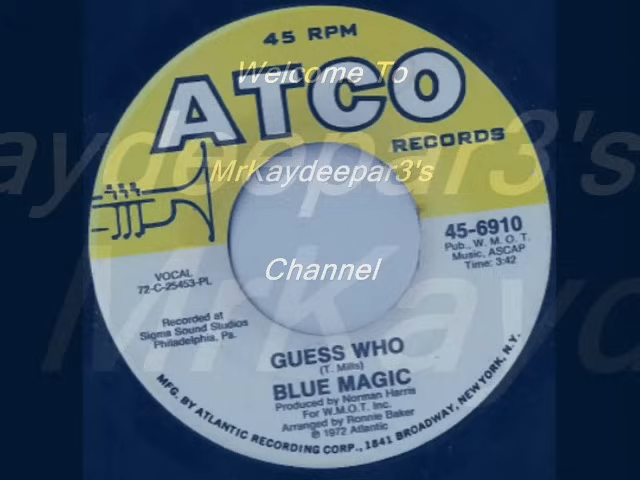 45 RPM
Welcome To
ATCO
RECORDS
MrKaydeepar3's
aydeepar3's
45-6910
Pub., W. M. O. T.
Music, ASCAP
Time: 3:42
VOCAL
72-C-25453-PL
Channel
MrKayd
Recorded at
Sigma Sound Studios
Philadelphia, Pa.
GUESS WHO
(T. Mills)
BLUE MAGIC
Produced by Norman Harris
For W.M.O.T. Inc.
Arranged by Ronnie Baker
℗ 1972 Atlantic
MFG. BY ATLANTIC RECORDING CORP., 1841 BROADWAY, NEW YORK, N.Y.